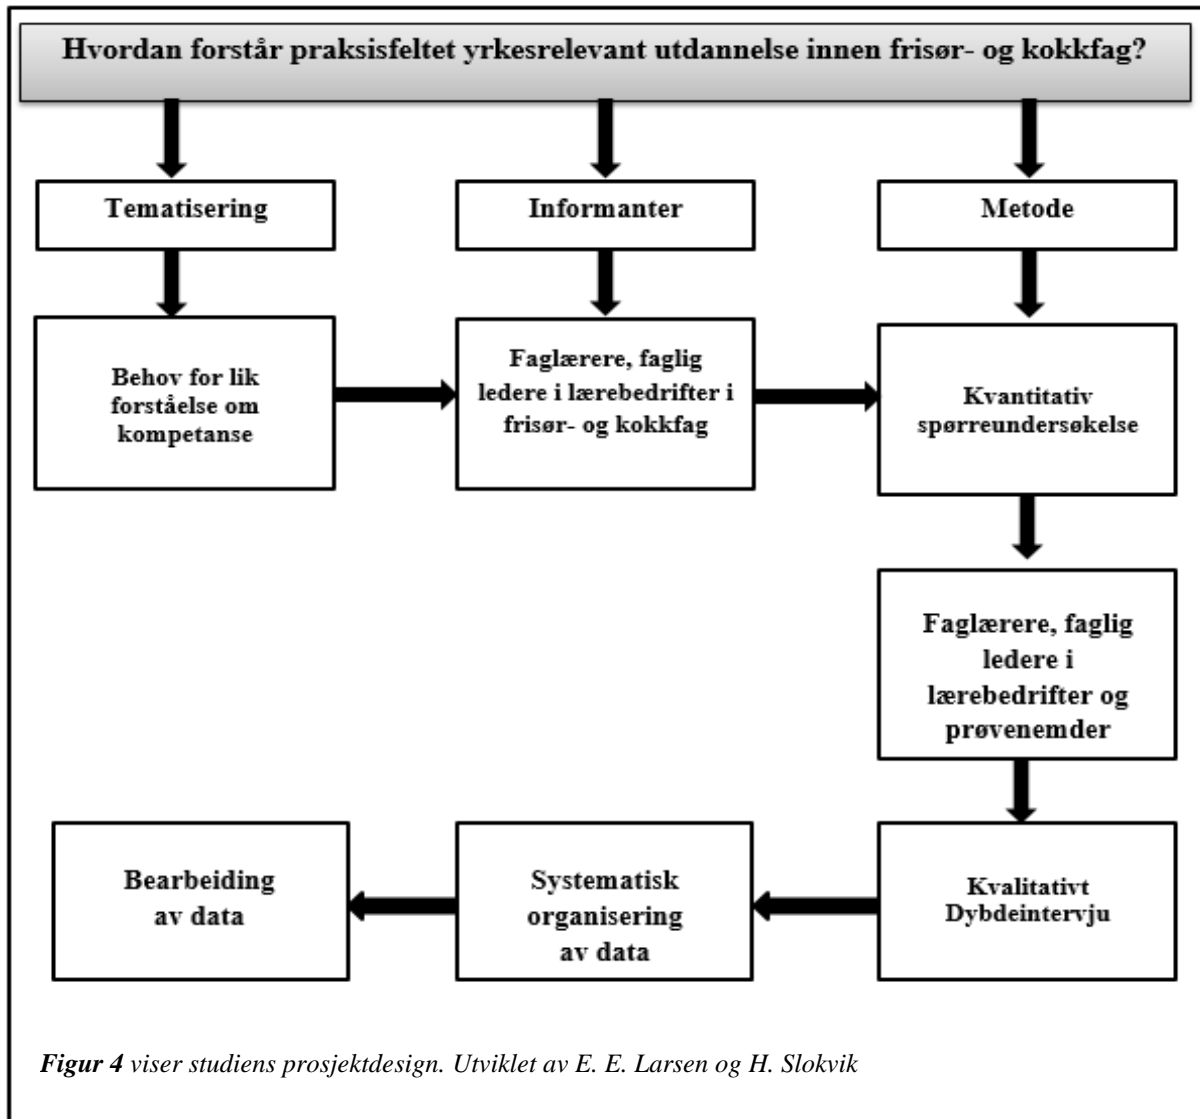 Hvordan forstår praksisfeltet yrkesrelevant utdannelse innen frisør- og kokkfag?
Tematisering
Informanter
Metode
Behov for lik
forståelse om
kompetanse
Faglærere, faglig
ledere i lærebedrifter i
frisør- og kokkfag
Kvantitativ
spørreundersøkelse
Faglærere, faglig
ledere i
lærebedrifter og
prøvenemder
Kvalitativt
Dybdeintervju
Systematisk
organisering
av data
Bearbeiding
av data
Figur 4 viser studiens prosjektdesign. Utviklet av E. E. Larsen og H. Slokvik